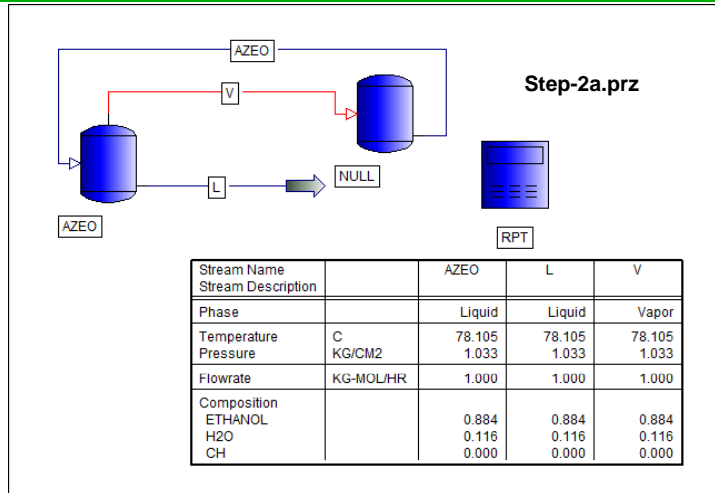 AZEO
V
Step-2a.prz
NULL
L
AZEO
RPT
Stream Name AZEO L V
Stream Description
Phase Liquid Liquid Vapor
Temperature C 78.105 78.105 78.105
Pressure KG/CM2 1.033 1.033 1.033
Flowrate KG-MOL/HR 1.000 1.000 1.000
Composition
ETHANOL 0.884 0.884 0.884
H2O 0.116 0.116 0.116
CH 0.000 0.000 0.000